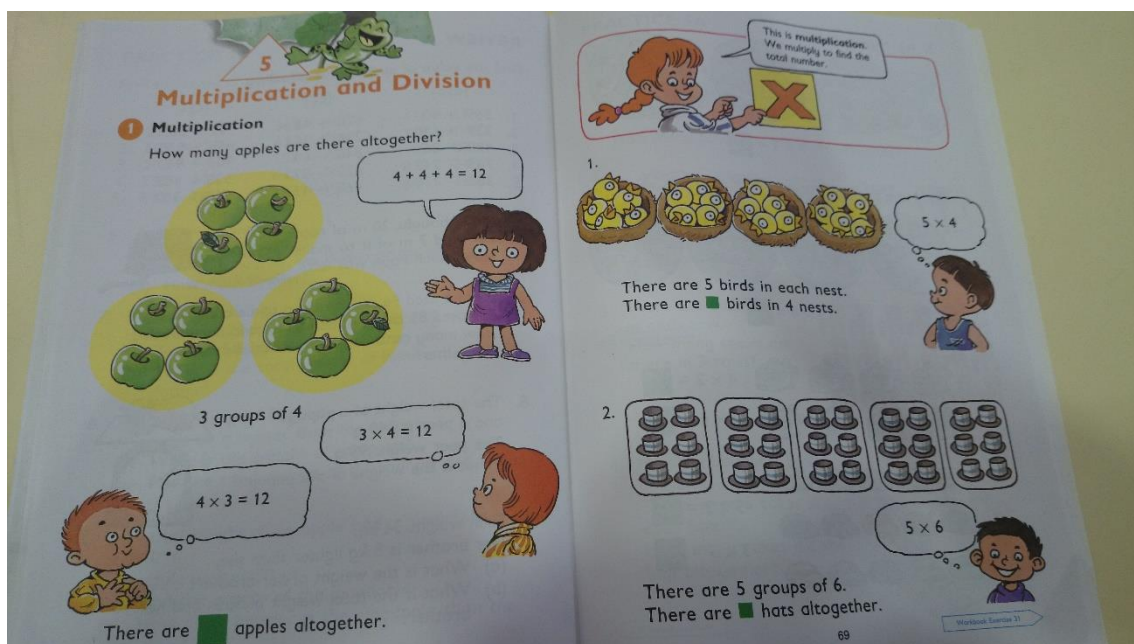 5
Multiplication and Division
1 Multiplication
How many apples are there altogether?
4 + 4 + 4 = 12
3 groups of 4
3 × 4 = 12
4 × 3 = 12
There are apples altogether.
This is multiplication.
We multiply to find the
total number.
X
1.
5 × 4
There are 5 birds in each nest.
There are birds in 4 nests.
2.
5 × 6
There are 5 groups of 6.
There are hats altogether.
Workbook Exercise 31
69